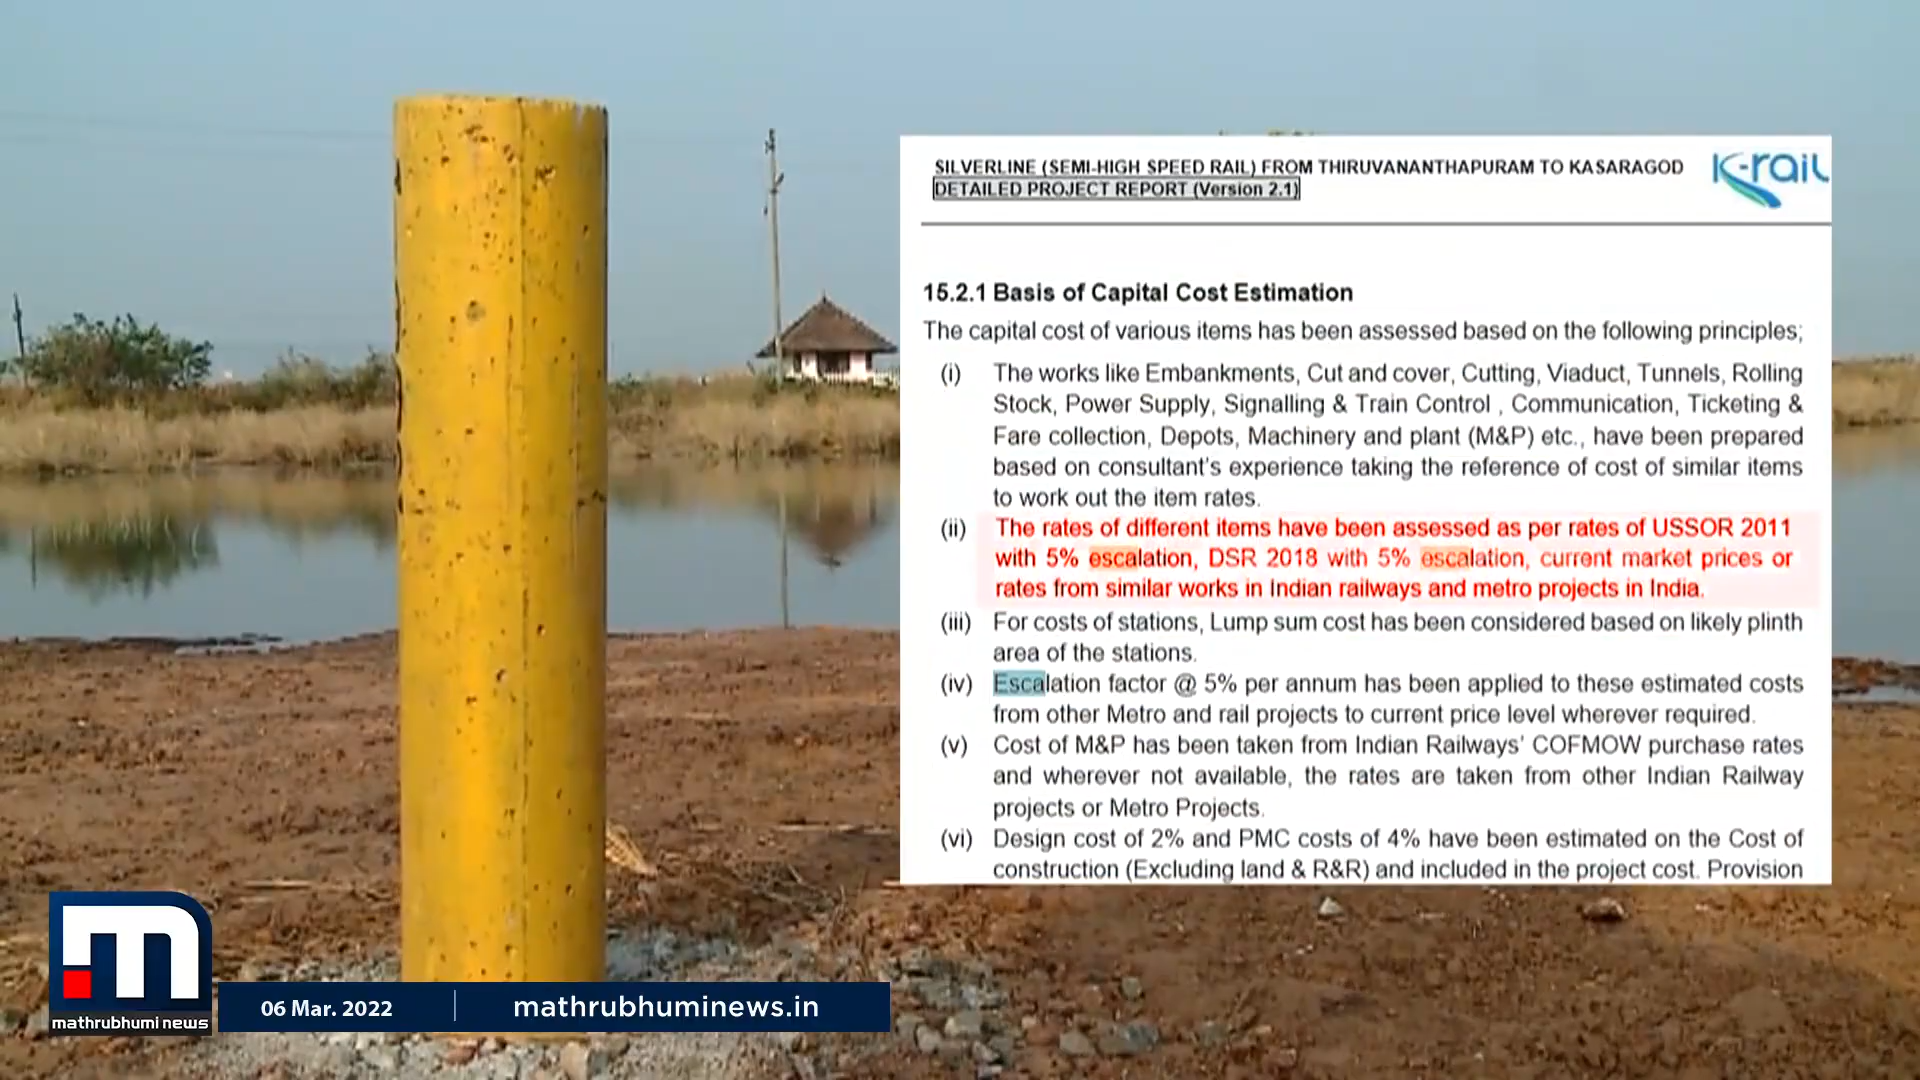 SILVERLINE (SEMI-HIGH SPEED RAIL) FROM THIRUVANANTHAPURAM TO KASARAGOD
DETAILED PROJECT REPORT (Version 2.1)
K-rail
15.2.1 Basis of Capital Cost Estimation
The capital cost of various items has been assessed based on the following principles;
(i) The works like Embankments, Cut and cover, Cutting, Viaduct, Tunnels, Rolling
Stock, Power Supply, Signalling & Train Control , Communication, Ticketing &
Fare collection, Depots, Machinery and plant (M&P) etc., have been prepared
based on consultant's experience taking the reference of cost of similar items
to work out the item rates.
(ii) The rates of different items have been assessed as per rates of USSOR 2011
with 5% escalation, DSR 2018 with 5% escalation, current market prices or
rates from similar works in Indian railways and metro projects in India.
(iii) For costs of stations, Lump sum cost has been considered based on likely plinth
area of the stations.
(iv) Escalation factor @ 5% per annum has been applied to these estimated costs
from other Metro and rail projects to current price level wherever required.
(v) Cost of M&P has been taken from Indian Railways' COFMOW purchase rates
and wherever not available, the rates are taken from other Indian Railway
projects or Metro Projects.
(vi) Design cost of 2% and PMC costs of 4% have been estimated on the Cost of
construction (Excluding land & R&R) and included in the project cost. Provision
mathrubhumi news
06 Mar. 2022
mathrubhuminews.in